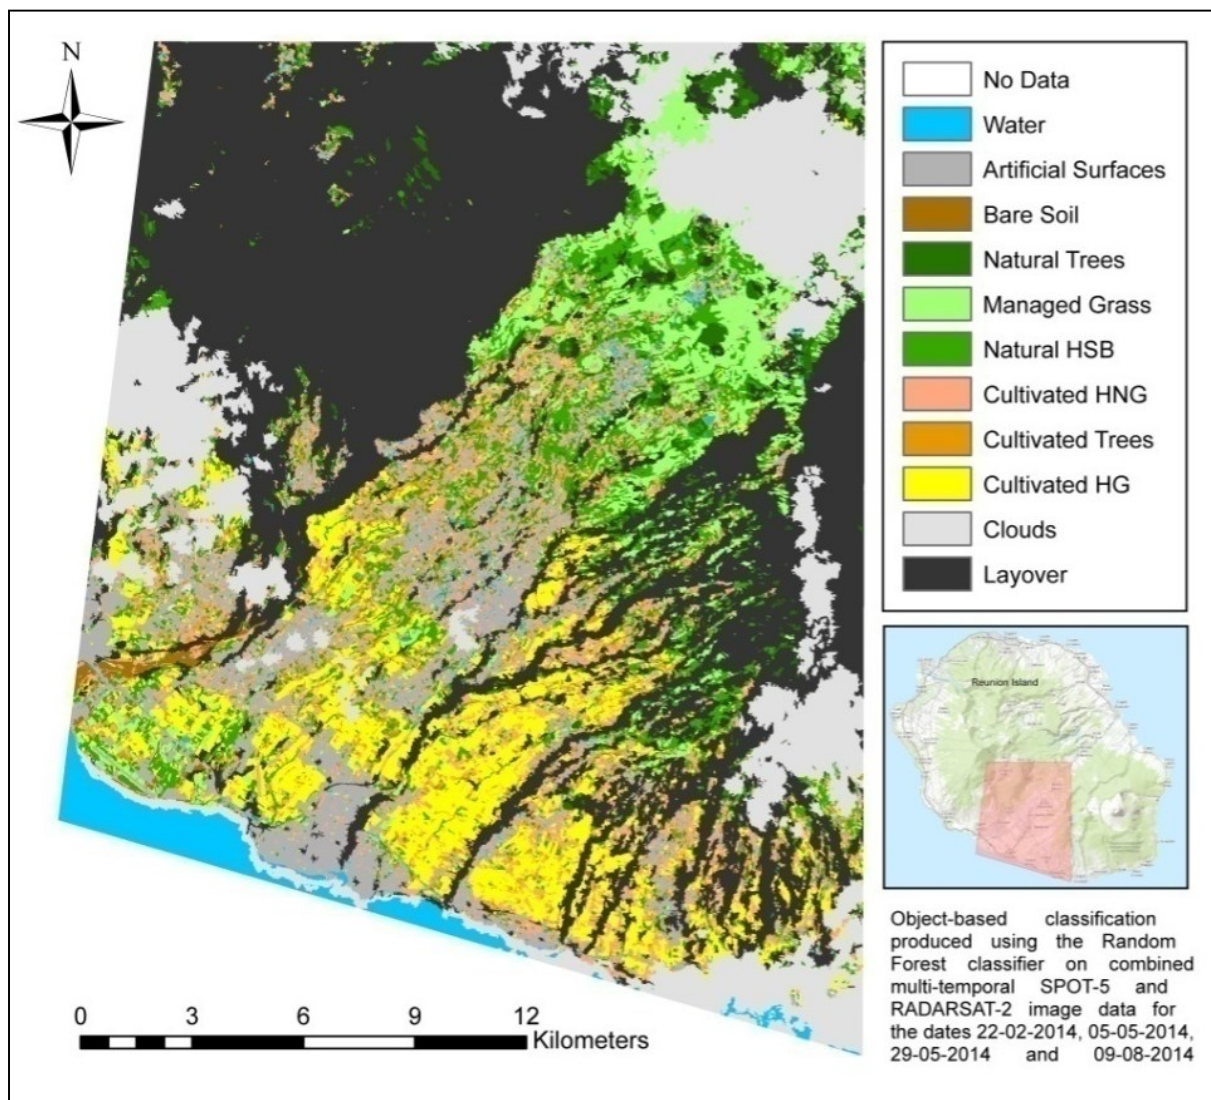 N
No Data
Water
Artificial Surfaces
Bare Soil
Natural Trees
Managed Grass
Natural HSB
Cultivated HNG
Cultivated Trees
Cultivated HG
Clouds
Layover
Reunion Island
Object-based classification
produced using the Random
Forest classifier on combined
multi-temporal SPOT-5 and
RADARSAT-2 image data for
the dates 22-02-2014, 05-05-2014,
29-05-2014 and 09-08-2014
0 3 6 9 12
Kilometers